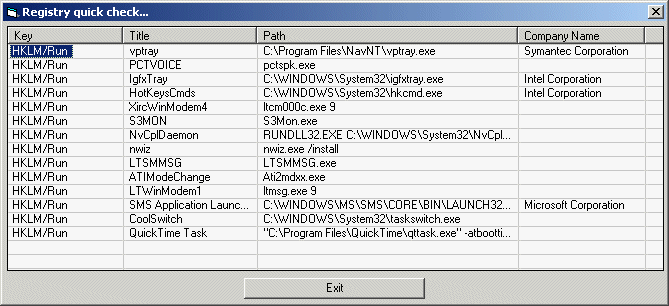 Registry quick check...
Key Title Path Company Name
HKLM/Run vptray C:\Program Files\NavNT\vptray.exe Symantec Corporation
HKLM/Run PCTVOICE pctspk.exe
HKLM/Run IgfxTray C:\WINDOWS\System32\igfxtray.exe Intel Corporation
HKLM/Run HotKeysCmds C:\WINDOWS\System32\hkcmd.exe Intel Corporation
HKLM/Run XircWinModem4 ltcm000c.exe 9
HKLM/Run S3MON S3Mon.exe
HKLM/Run NvCplDaemon RUNDLL32.EXE C:\WINDOWS\System32\NvCpl...
HKLM/Run nwiz nwiz.exe /install
HKLM/Run LTSMMSG LTSMMSG.exe
HKLM/Run ATIModeChange Ati2mdxx.exe
HKLM/Run LTWinModem1 ltmsg.exe 9
HKLM/Run SMS Application Launc... C:\WINDOWS\MS\SMS\CORE\BIN\LAUNCH32... Microsoft Corporation
HKLM/Run CoolSwitch C:\WINDOWS\System32\taskswitch.exe
HKLM/Run QuickTime Task "C:\Program Files\QuickTime\qttask.exe" -atbootti...
Exit